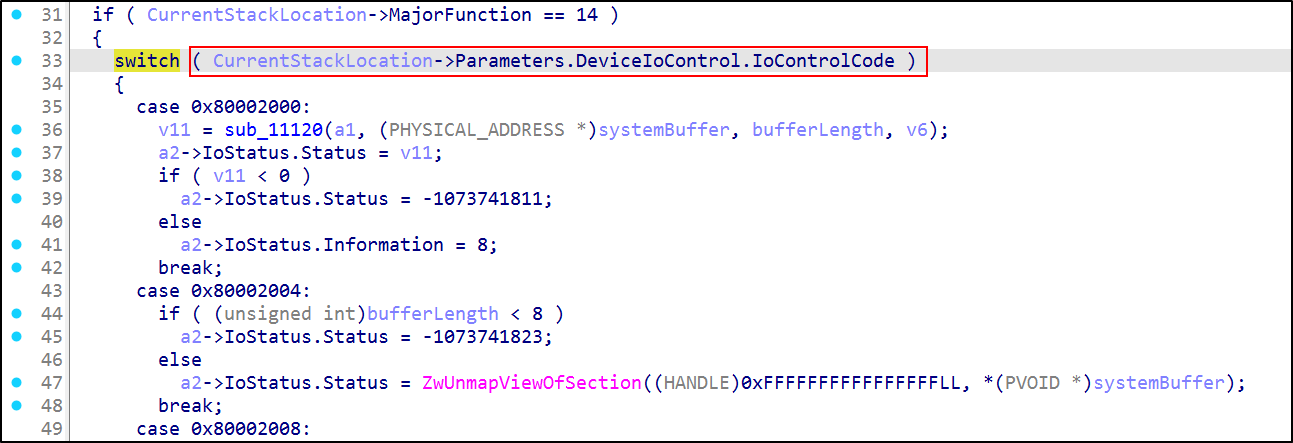 31 if ( CurrentStackLocation->MajorFunction == 14 )
32 {
33 switch ( CurrentStackLocation->Parameters.DeviceIoControl.IoControlCode )
34 {
35 case 0x80002000:
36 v11 = sub_11120(a1, (PHYSICAL_ADDRESS *)systemBuffer, bufferLength, v6);
37 a2->IoStatus.Status = v11;
38 if ( v11 < 0 )
39 a2->IoStatus.Status = -1073741811;
40 else
41 a2->IoStatus.Information = 8;
42 break;
43 case 0x80002004:
44 if ( (unsigned int)bufferLength < 8 )
45 a2->IoStatus.Status = -1073741823;
46 else
47 a2->IoStatus.Status = ZwUnmapViewOfSection((HANDLE)0xFFFFFFFFFFFFFFFFLL, *(PVOID *)systemBuffer);
48 break;
49 case 0x80002008: